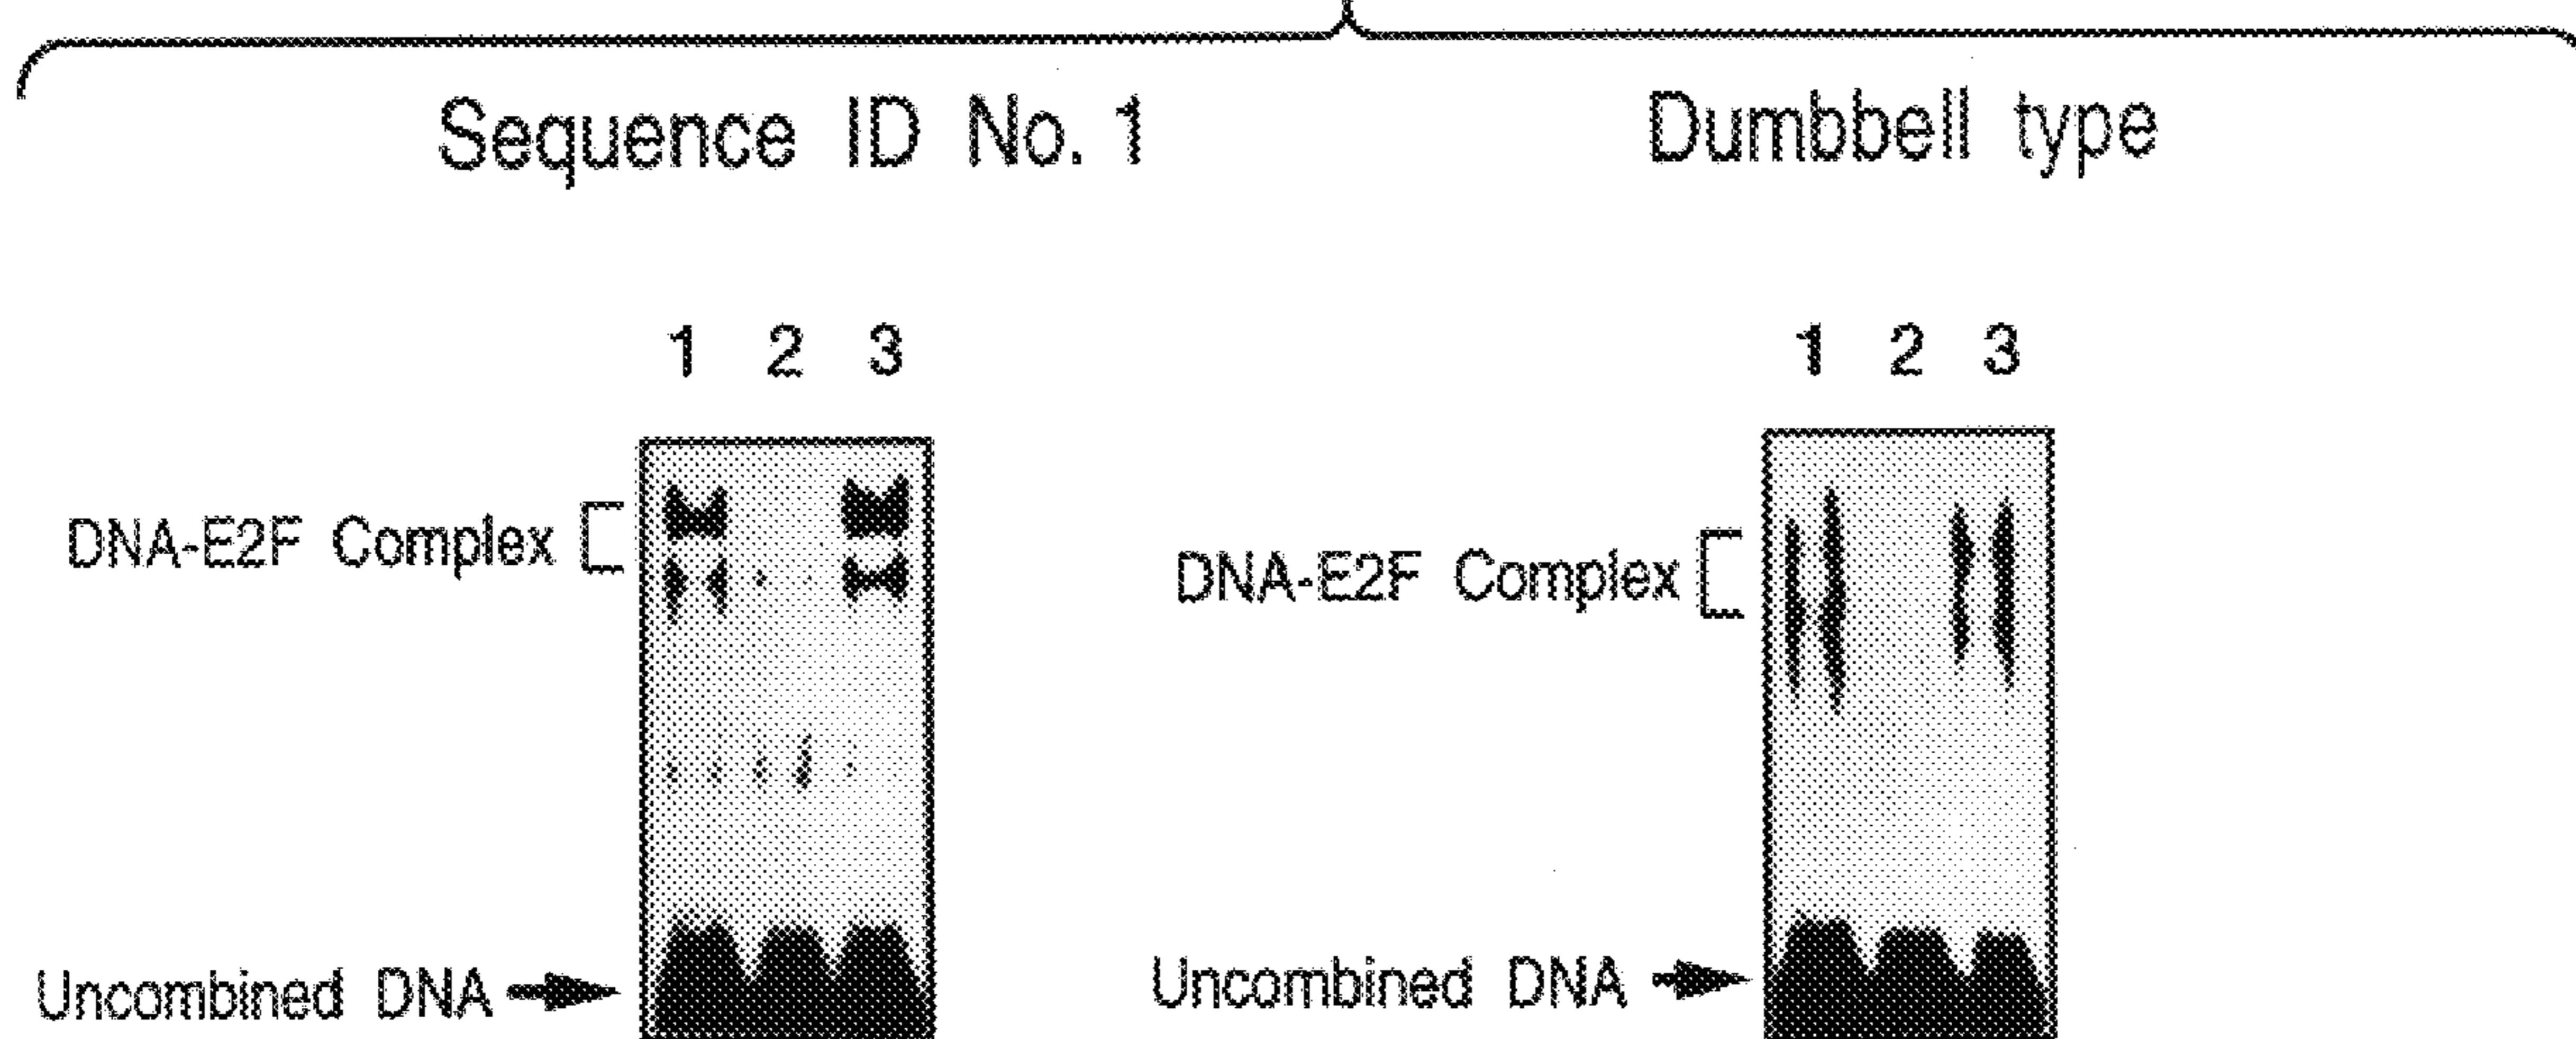 Sequence ID No. 1
Dumbbell type
1 2 3
1 2 3
DNA-E2F Complex
DNA-E2F Complex
Uncombined DNA
Uncombined DNA